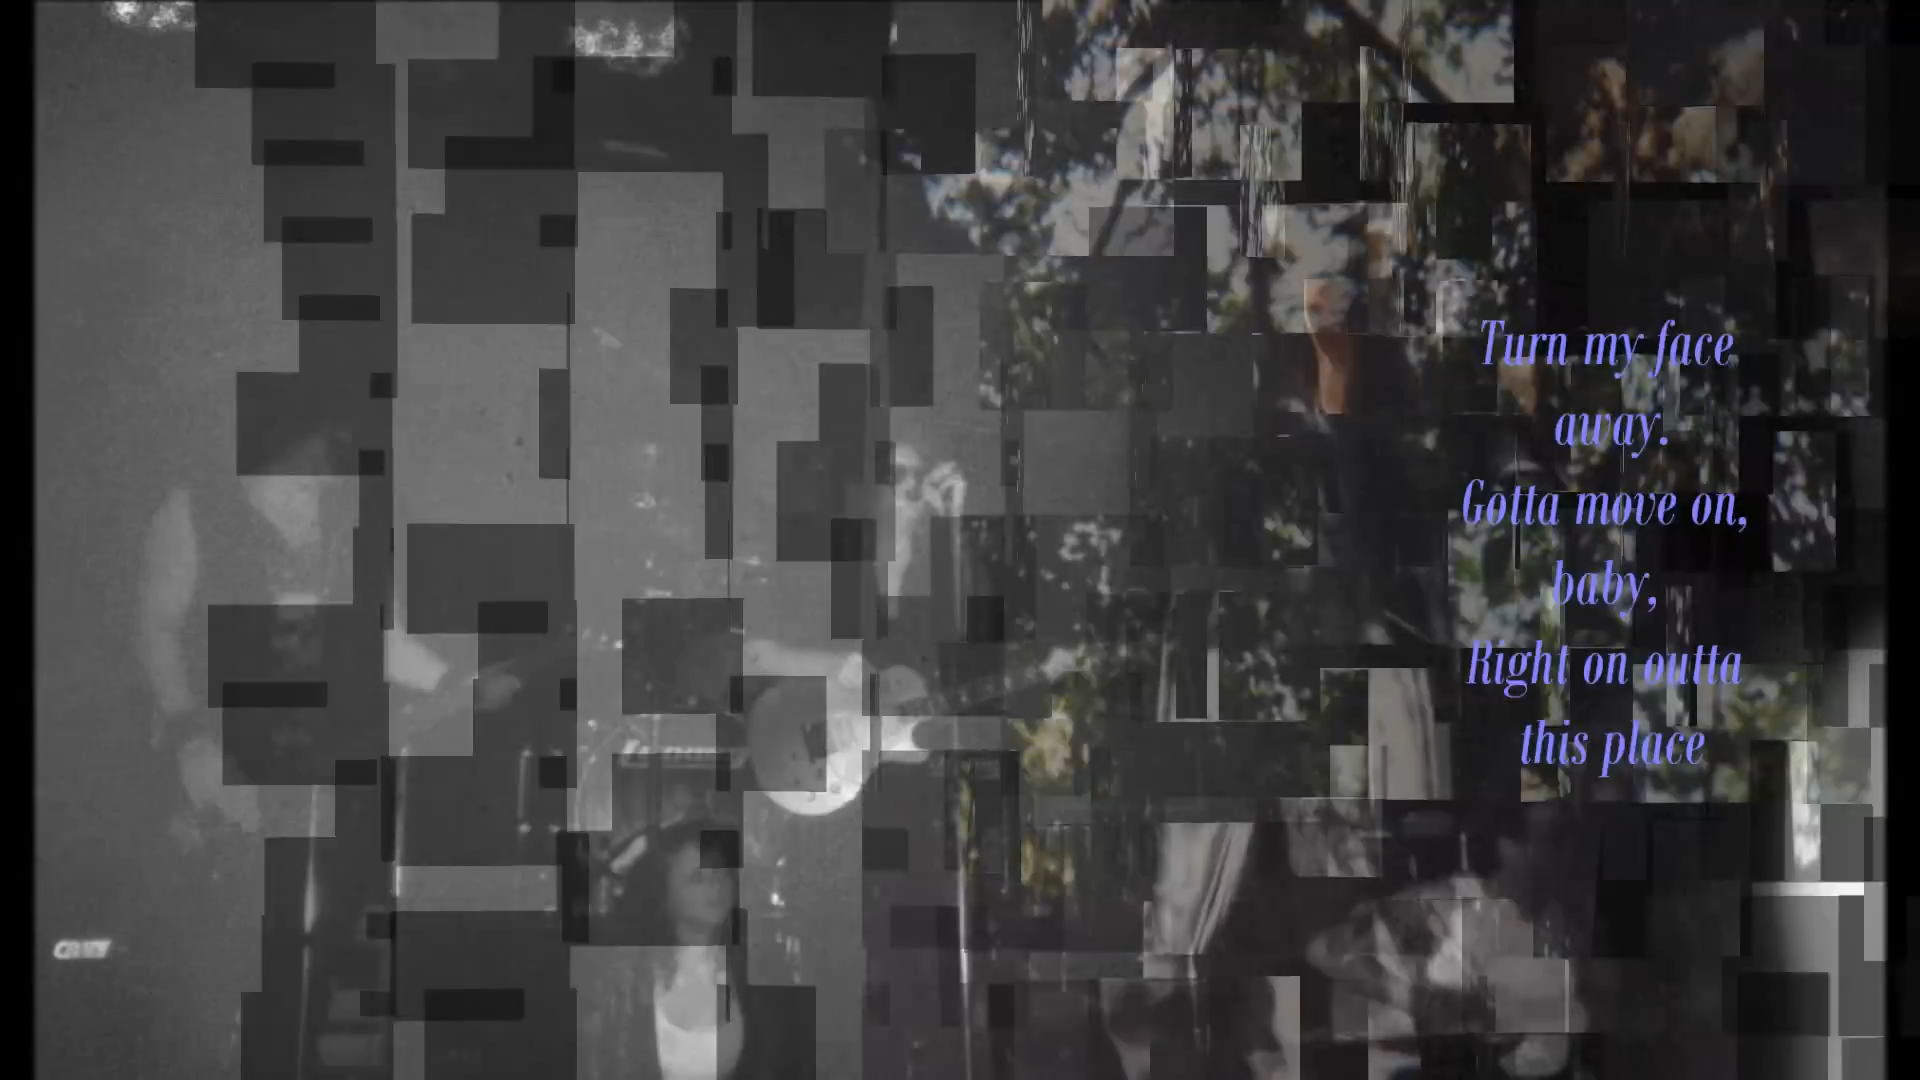 Turn my face
away.
Gotta move on,
baby,
Right on outta
this place